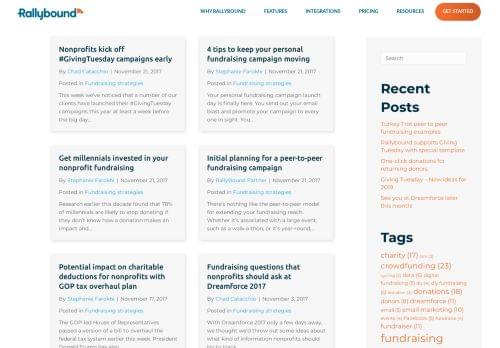 Rallybound
WHY RALLYBOUND
FEATURES
INTEGRATIONS
PRICING
RESOURCES
GET STARTED
Nonprofits kick off
#GivingTuesday campaigns early
By Chad Catacchio | November 21, 2017
Posted in Fundraising strategies
This week we've noticed that a number of our
clients have launched their #GivingTuesday
campaigns this year at least a week before
the big day...
4 tips to keep your personal
fundraising campaign moving
By Stephanie Farokhi | November 21, 2017
Posted in Fundraising strategies
Your personal fundraising campaign launch
day is finally here. You send out your email
blast and promote your campaign to every
one in sight. You...
Get millennials invested in your
nonprofit fundraising
By Stephanie Farokhi | November 21, 2017
Posted in Fundraising strategies
Research earlier this decade found that 78%
of millennials are likely to stop donating if
they don't know how a donation makes an
impact and...
Initial planning for a peer-to-peer
fundraising campaign
By RallyBound Partner | November 21, 2017
Posted in Fundraising strategies
There's nothing like the peer-to-peer model
for extending your fundraising reach.
Whether it's associated with a large event,
such as a walk-a-thon, or it's year-round,...
Potential impact on charitable
deductions for nonprofits with
GOP tax overhaul plan
By Stephanie Farokhi | November 17, 2017
Posted in Fundraising strategies
The GOP-led House of Representatives
passed a version of a bill to overhaul the
federal tax system earlier this week. President
Donald Trump has also
Fundraising questions that
nonprofits should ask at
Dreamforce 2017
By Chad Catacchio | November 3, 2017
Posted in Fundraising strategies
With Dreamforce 2017 only a few days away,
we thought we'd throw out some ideas about
what kind of information nonprofits should
Search
Recent
Posts
Turkey Trot peer to peer
fundraising examples
Rallybound supports Giving
Tuesday with special template
One-click donations for
returning donors
Giving Tuesday – New ideas for
2019
See you at Dreamforce later
this month!
Tags
charity (17)
crowdfunding (23)
cycling (2) data (5) digital
fundraising (5) diy (4) diy fundraising
(5) donation (3) donations (18)
donors (8) dreamforce (11)
email (5) email marketing (10)
events (4) Facebook (5) fundraise (4)
fundraiser (11)
fundraising